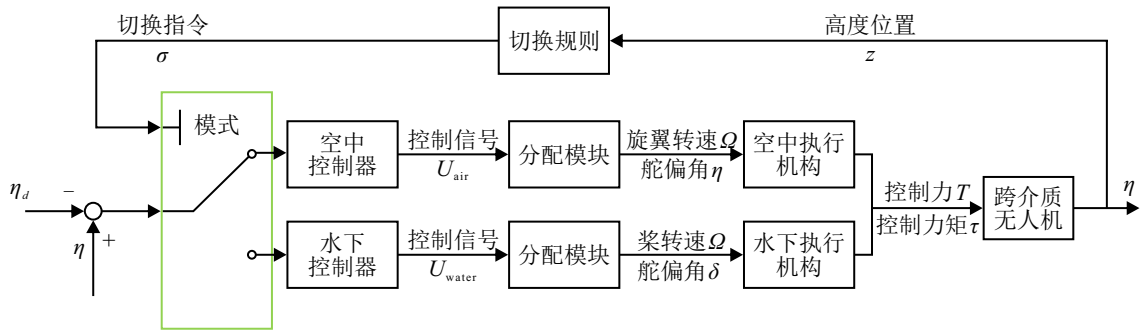 切换指令
σ
切换规则
高度位置
z
模式
η_d
−
+
η
空中
控制器
控制信号
U_air
分配模块
旋翼转速Ω
舵偏角η
空中执行
机构
水下
控制器
控制信号
U_water
分配模块
桨转速Ω
舵偏角δ
水下执行
机构
控制力T
控制力矩τ
跨介质
无人机
η